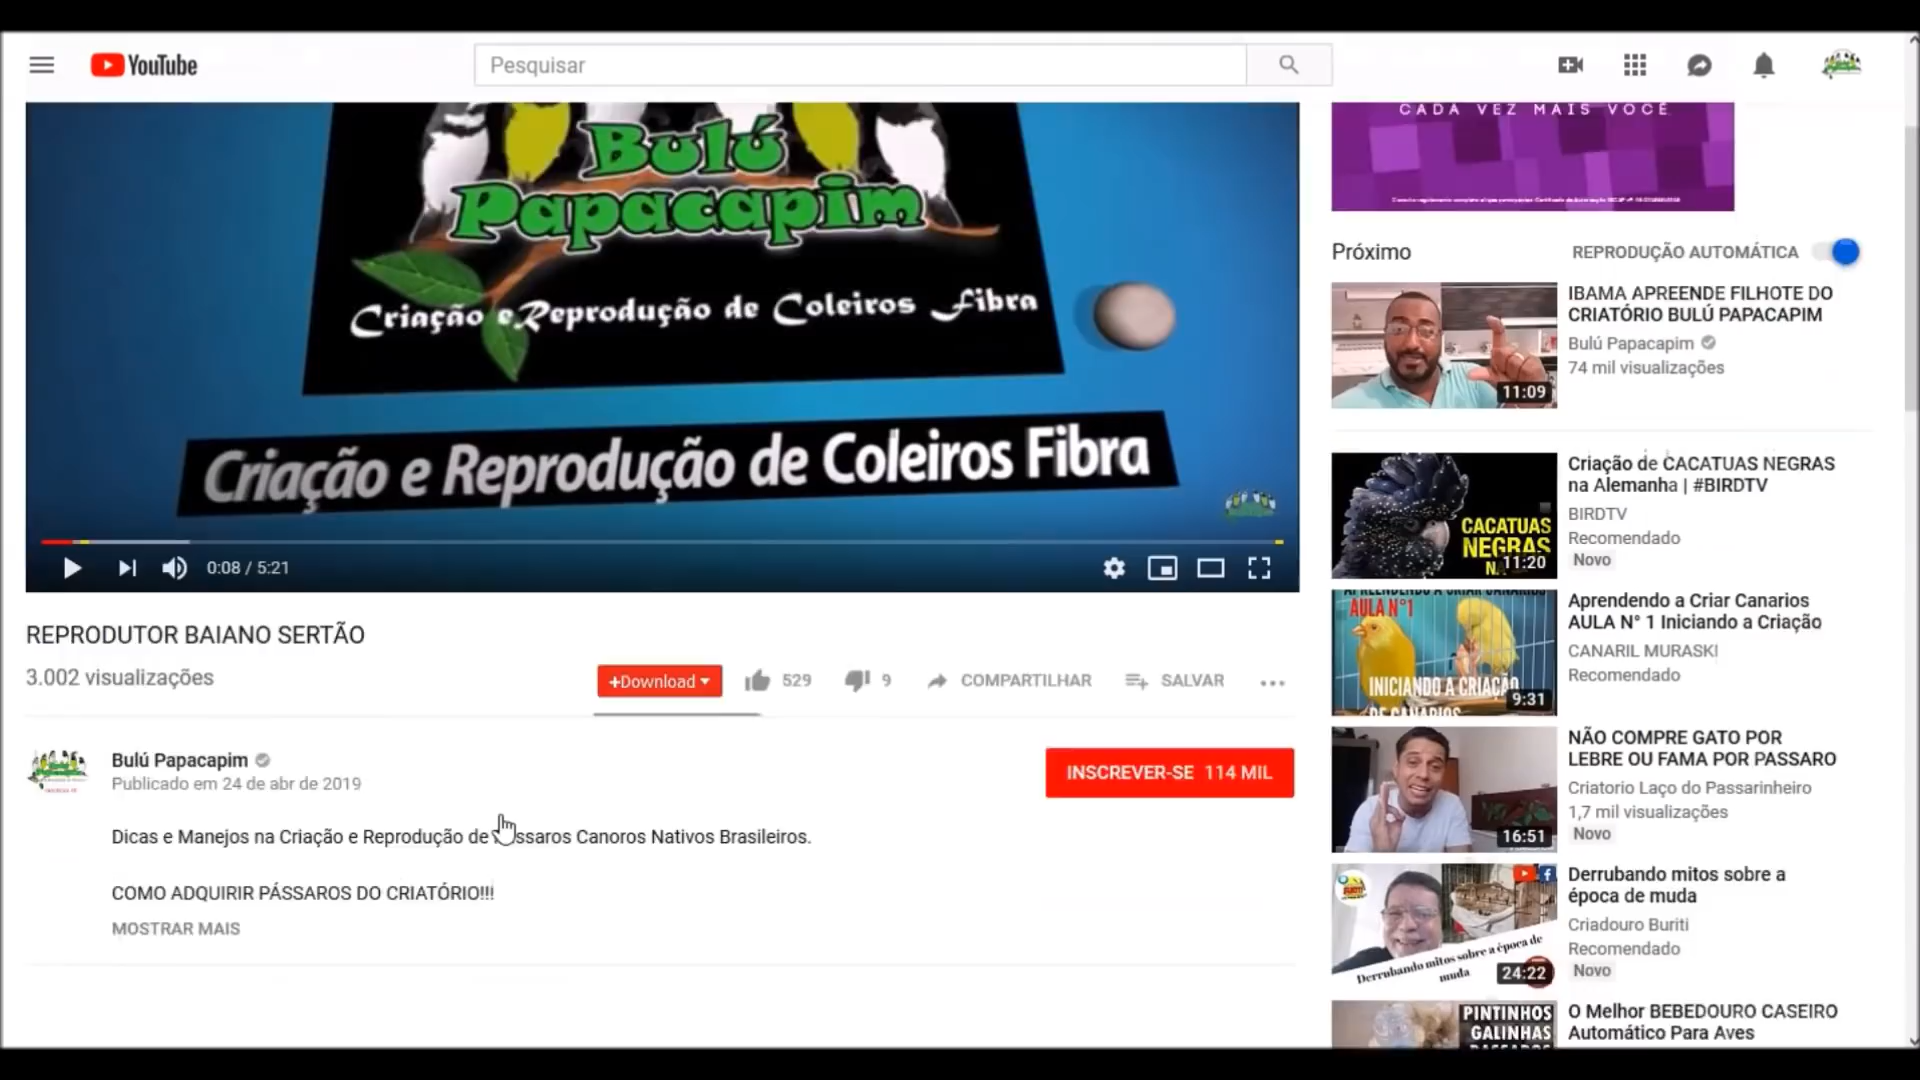 YouTube
Pesquisar
Bulú
Papacapim
Criação e Reprodução de Coleiros Fibra
Criação e Reprodução de Coleiros Fibra
0:08 / 5:21
REPRODUTOR BAIANO SERTÃO
3.002 visualizações
+Download
529
9
COMPARTILHAR
SALVAR
Bulú Papacapim
Publicado em 24 de abr de 2019
INSCREVER-SE 114 MIL
Dicas e Manejos na Criação e Reprodução de ssaros Canoros Nativos Brasileiros.
COMO ADQUIRIR PÁSSAROS DO CRIATÓRIO!!!
MOSTRAR MAIS
CADA VEZ MAIS VOCÊ
Próximo
REPRODUÇÃO AUTOMÁTICA
11:09
IBAMA APREENDE FILHOTE DO
CRIATÓRIO BULÚ PAPACAPIM
Bulú Papacapim
74 mil visualizações
CACATUAS
NEGRAS
11:20
Criação de CACATUAS NEGRAS
na Alemanha | #BIRDTV
BIRDTV
Recomendado
Novo
APRENDENDO A CRIAR CANÁRIOS
AULA N°1
INICIANDO A CRIAÇÃO
DE CANARIOS
9:31
Aprendendo a Criar Canarios
AULA N° 1 Iniciando a Criação
CANARIL MURASKI
Recomendado
16:51
NÃO COMPRE GATO POR
LEBRE OU FAMA POR PASSARO
Criatorio Laço do Passarinheiro
1,7 mil visualizações
Novo
Derrubando mitos sobre a época de
muda
24:22
Derrubando mitos sobre a
época de muda
Criadouro Buriti
Recomendado
Novo
PINTINHOS
GALINHAS
O Melhor BEBEDOURO CASEIRO
Automático Para Aves